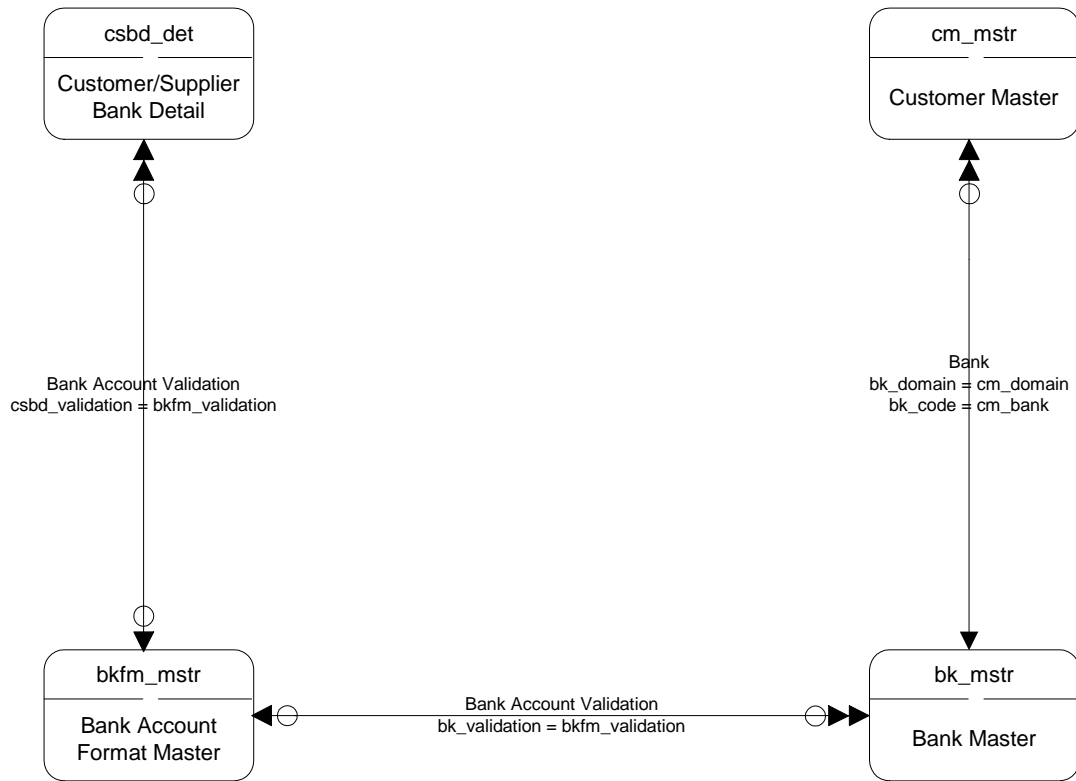 csbd_det
Customer/Supplier
Bank Detail
cm_mstr
Customer Master
Bank Account Validation
csbd_validation = bkfm_validation
Bank
bk_domain = cm_domain
bk_code = cm_bank
bkfm_mstr
Bank Account
Format Master
Bank Account Validation
bk_validation = bkfm_validation
bk_mstr
Bank Master